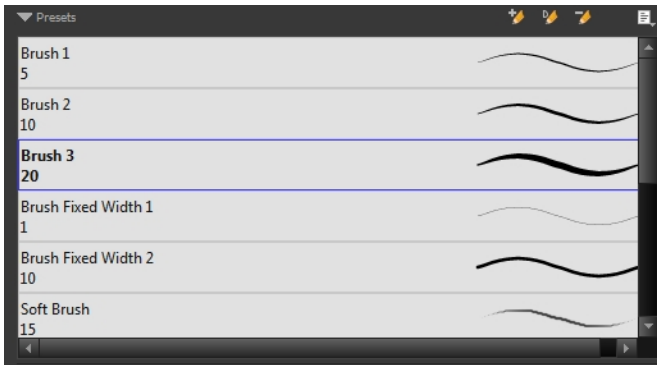 Presets
Brush 1
5
Brush 2
10
Brush 3
20
Brush Fixed Width 1
1
Brush Fixed Width 2
10
Soft Brush
15